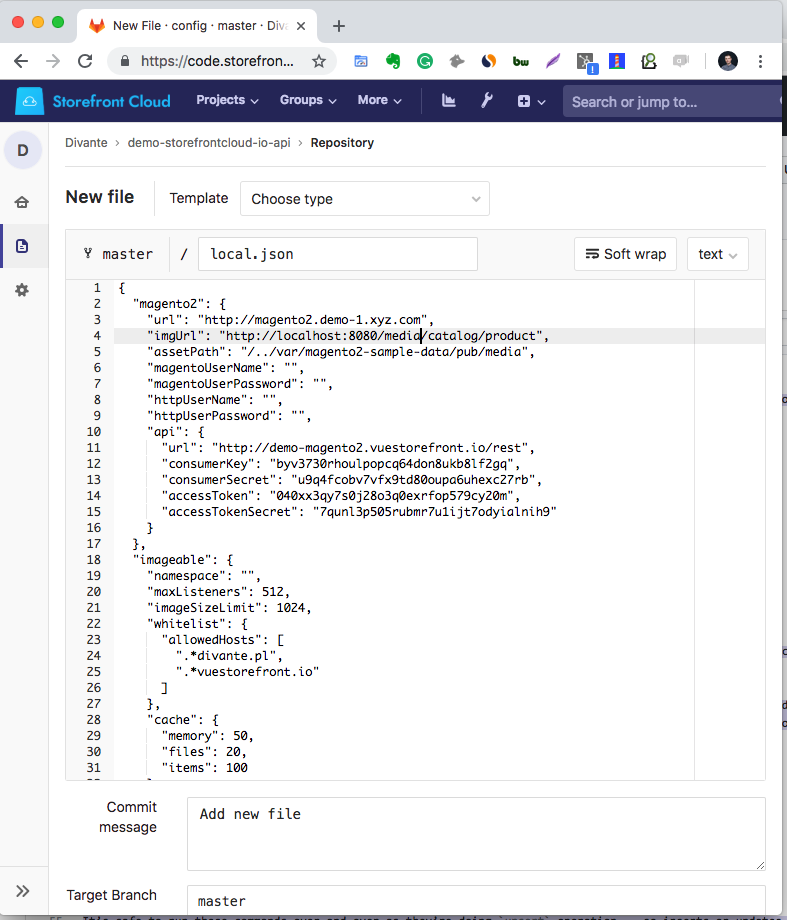 New File · config · master · Div
https://code.storefron...
bw
Storefront Cloud
Projects
Groups
More
Search or jump to...
D
Divante › demo-storefrontcloud-io-api › Repository
New file
Template
Choose type
master
/
local.json
Soft wrap
text
1 {
2 "magento2": {
3 "url": "http://magento2.demo-1.xyz.com",
4 "imgUrl": "http://localhost:8080/media/catalog/product",
5 "assetPath": "/../var/magento2-sample-data/pub/media",
6 "magentoUserName": "",
7 "magentoUserPassword": "",
8 "httpUserName": "",
9 "httpUserPassword": "",
10 "api": {
11 "url": "http://demo-magento2.vuestorefront.io/rest",
12 "consumerKey": "byv3730rhoulpopcq64don8ukb8lf2gq",
13 "consumerSecret": "u9q4fcobv7vfx9td80oupa6uhexc27rb",
14 "accessToken": "040xx3qy7s0j28o3q0exrfop579cy20m",
15 "accessTokenSecret": "7qunl3p505rubmr7u1ijt7odyialnih9"
16 }
17 },
18 "imageable": {
19 "namespace": "",
20 "maxListeners": 512,
21 "imageSizeLimit": 1024,
22 "whitelist": {
23 "allowedHosts": [
24 ".*divante.pl",
25 ".*vuestorefront.io"
26 ]
27 },
28 "cache": {
29 "memory": 50,
30 "files": 20,
31 "items": 100
Commit message
Add new file
Target Branch
master